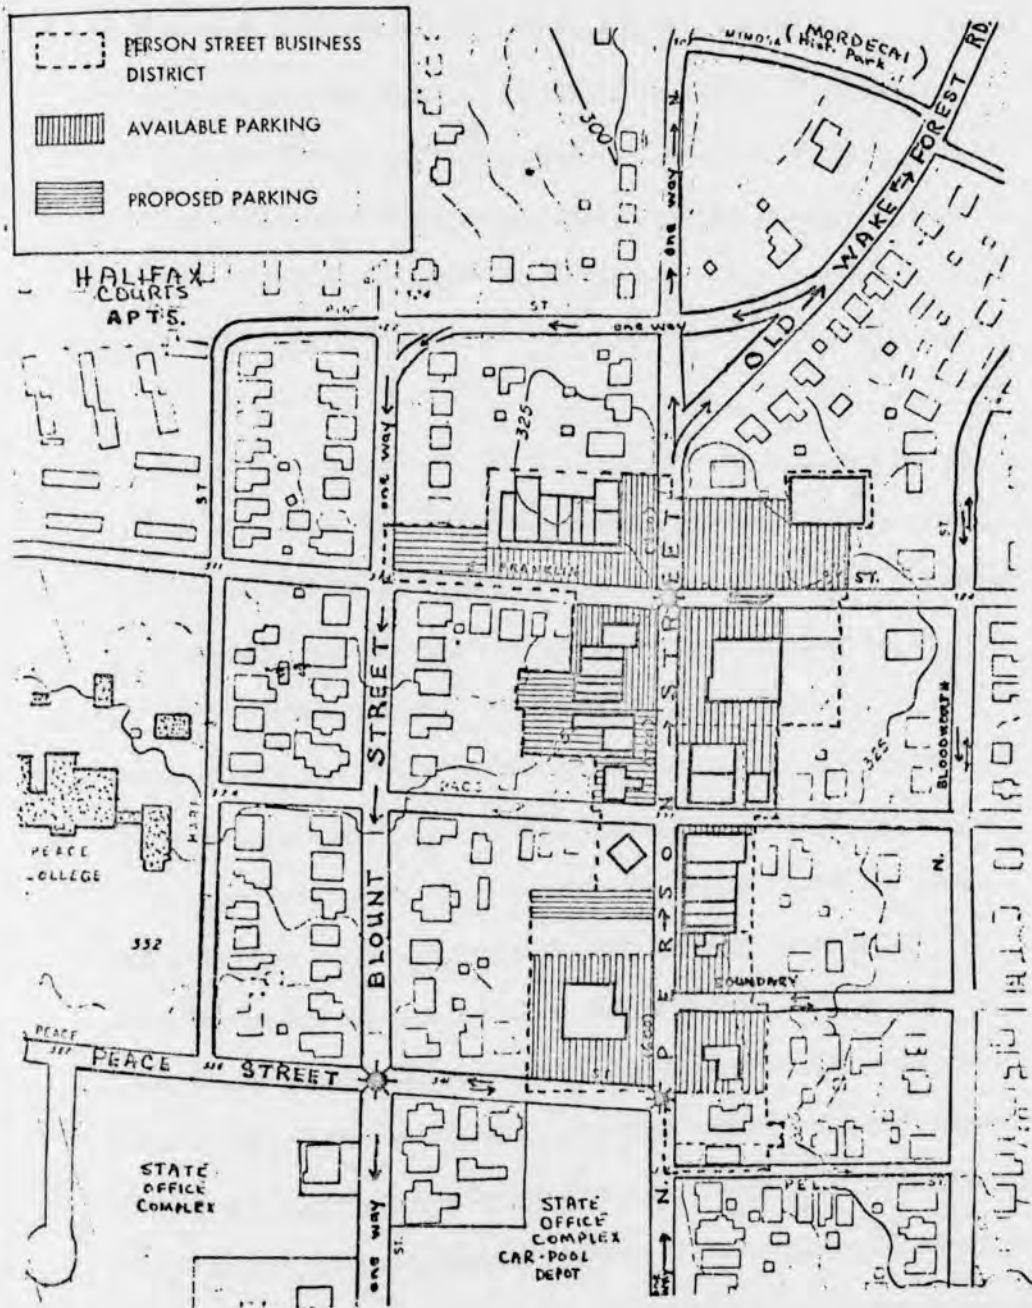 PERSON STREET BUSINESS
DISTRICT
AVAILABLE PARKING
PROPOSED PARKING
(MORDECAI
Hist. Park)
OLD WAKE FOREST RD.
300
one way
N
HALIFAX
COURTS
APTS.
ST
one way
325
one way
ST
FRANKLIN
ST.
ST.
BLOUNT STREET
N. PERSON STREET
N. BLOODWORTH
325
PACE
PEACE
COLLEGE
332
BOUNDARY
PEACE
PEACE STREET
ST
STATE
OFFICE
COMPLEX
one way
ST.
STATE
OFFICE
COMPLEX
CAR-POOL
DEPOT
PELL ST.
one way